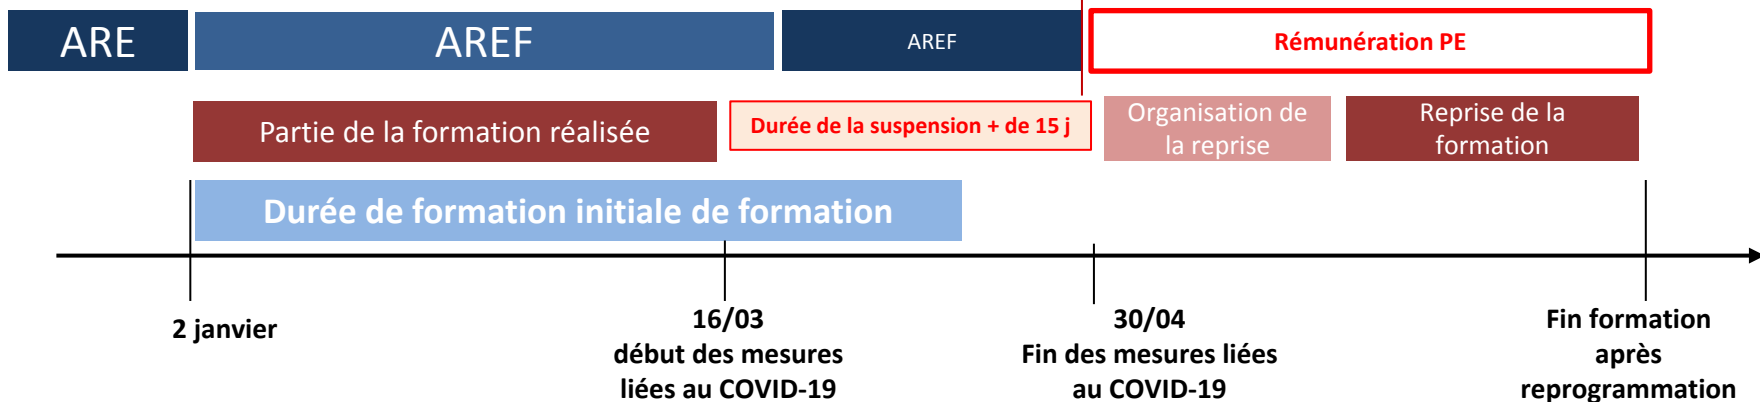 ARE
AREF
AREF
Rémunération PE
Partie de la formation réalisée
Durée de la suspension + de 15 j
Organisation de
la reprise
Reprise de la
formation
Durée de formation initiale de formation
2 janvier
16/03
début des mesures
liées au COVID-19
30/04
Fin des mesures liées
au COVID-19
Fin formation
après
reprogrammation